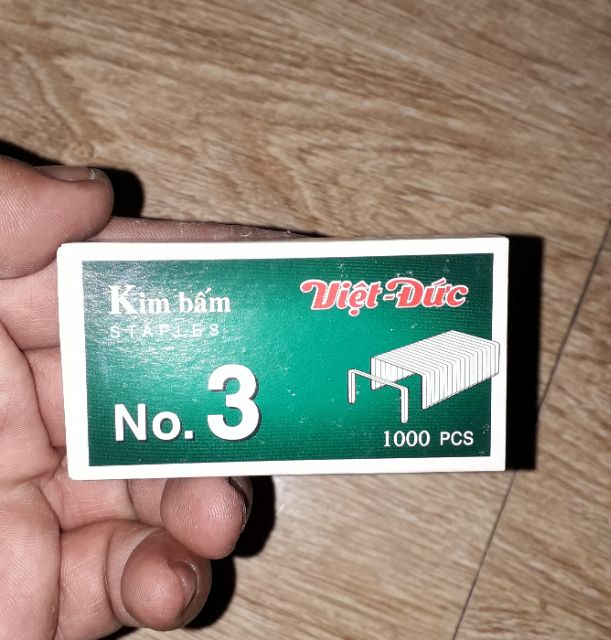 Kim bấm
STAPLES
Việt-Đức
No. 3
1000 PCS